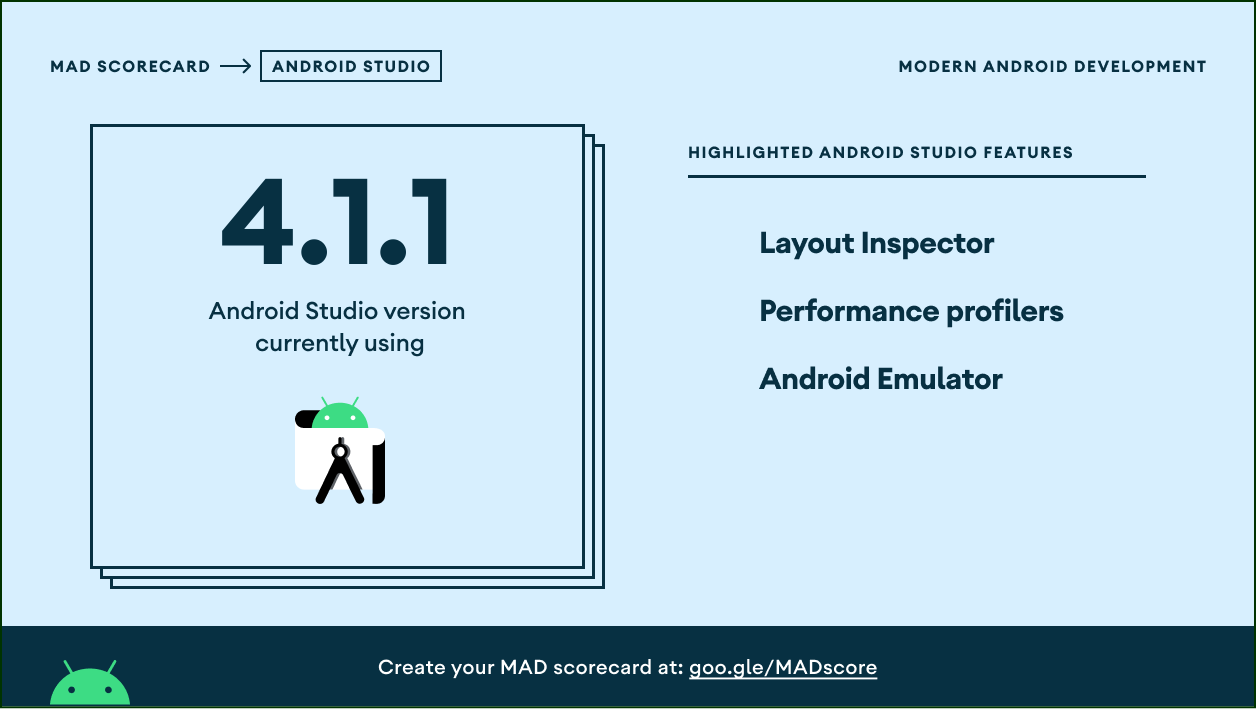 MAD SCORECARD → ANDROID STUDIO
MODERN ANDROID DEVELOPMENT
4.1.1
Android Studio version
currently using
HIGHLIGHTED ANDROID STUDIO FEATURES
Layout Inspector
Performance profilers
Android Emulator
Create your MAD scorecard at: goo.gle/MADscore